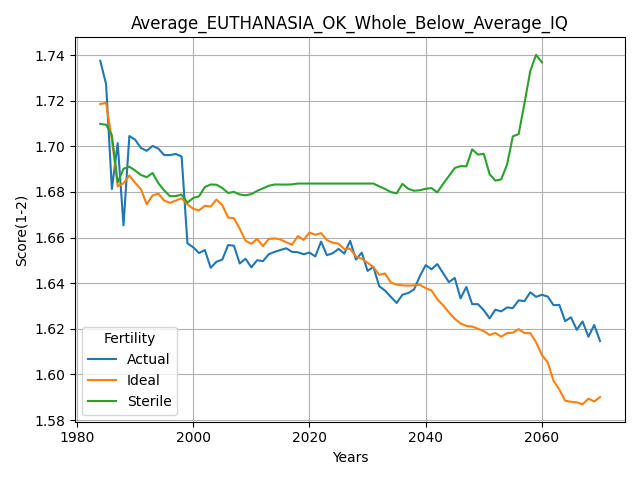 Average_EUTHANASIA_OK_Whole_Below_Average_IQ
1.74
1.72
1.70
1.68
1.66
1.64
1.62
1.60
1.58
Score(1-2)
Fertility
Actual
Ideal
Sterile
1980
2000
2020
2040
2060
Years